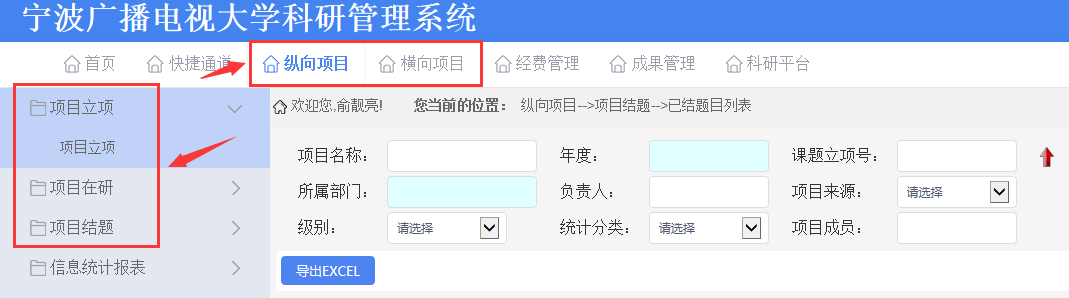 宁波广播电视大学科研管理系统
首页 快捷通道 纵向项目 横向项目 经费管理 成果管理 科研平台
项目立项
项目立项
项目在研
项目结题
信息统计报表
欢迎您,俞靓亮! 您当前的位置： 纵向项目-->项目结题-->已结题目列表
项目名称： 年度： 课题立项号：
所属部门： 负责人： 项目来源： 请选择
级别： 请选择 统计分类： 请选择 项目成员：
导出EXCEL